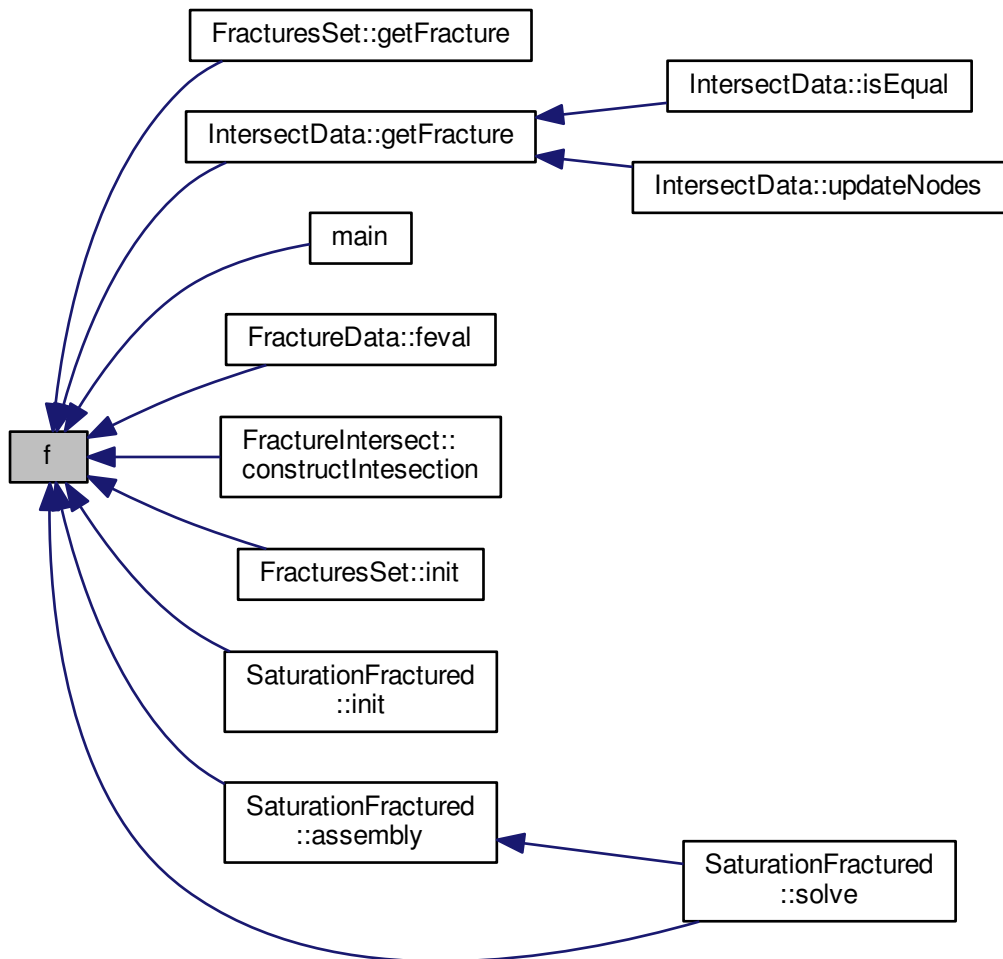 FracturesSet::getFracture
IntersectData::isEqual
IntersectData::getFracture
IntersectData::updateNodes
main
FractureData::feval
f
FractureIntersect::
constructIntesection
FracturesSet::init
SaturationFractured
::init
SaturationFractured
::assembly
SaturationFractured
::solve